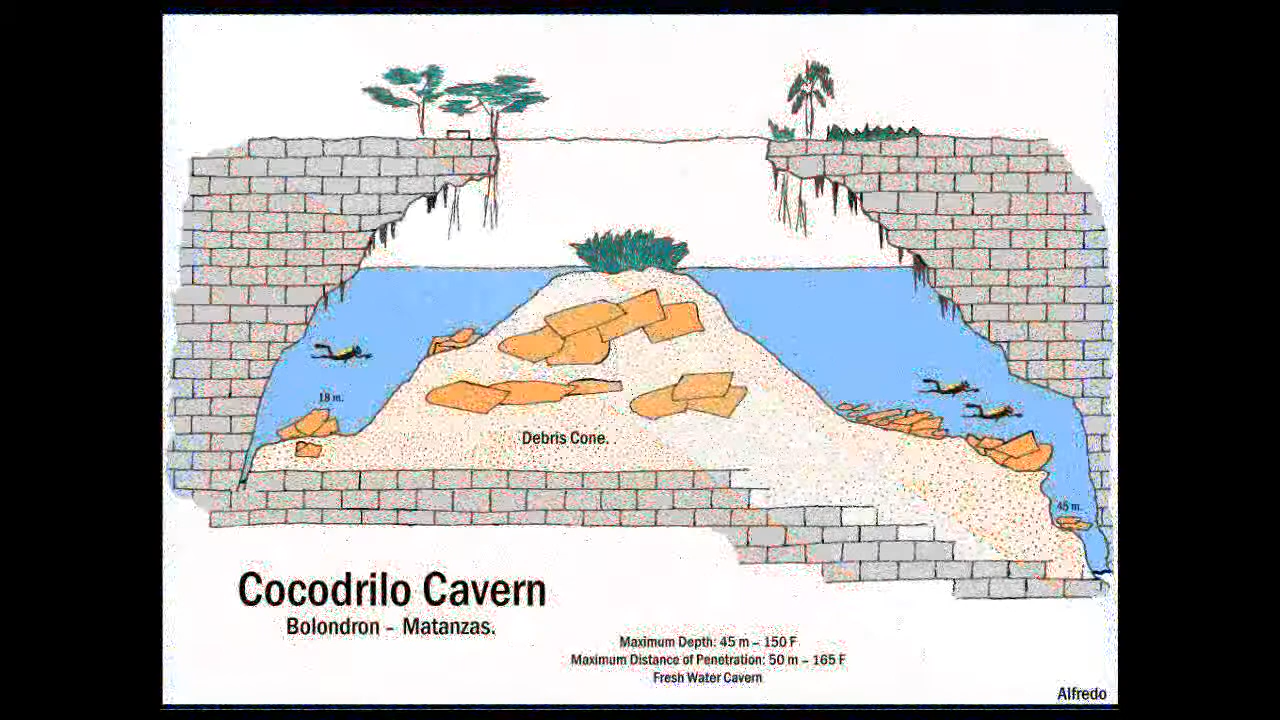 18 m.
Debris Cone.
45 m.
Cocodrilo Cavern
Bolondron - Matanzas.
Maximum Depth: 45 m – 150 F
Maximum Distance of Penetration: 50 m – 165 F
Fresh Water Cavern
Alfredo